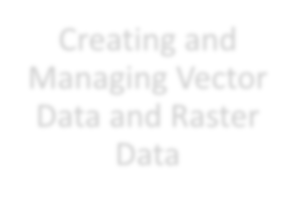 Creating and
Managing Vector
Data and Raster
Data